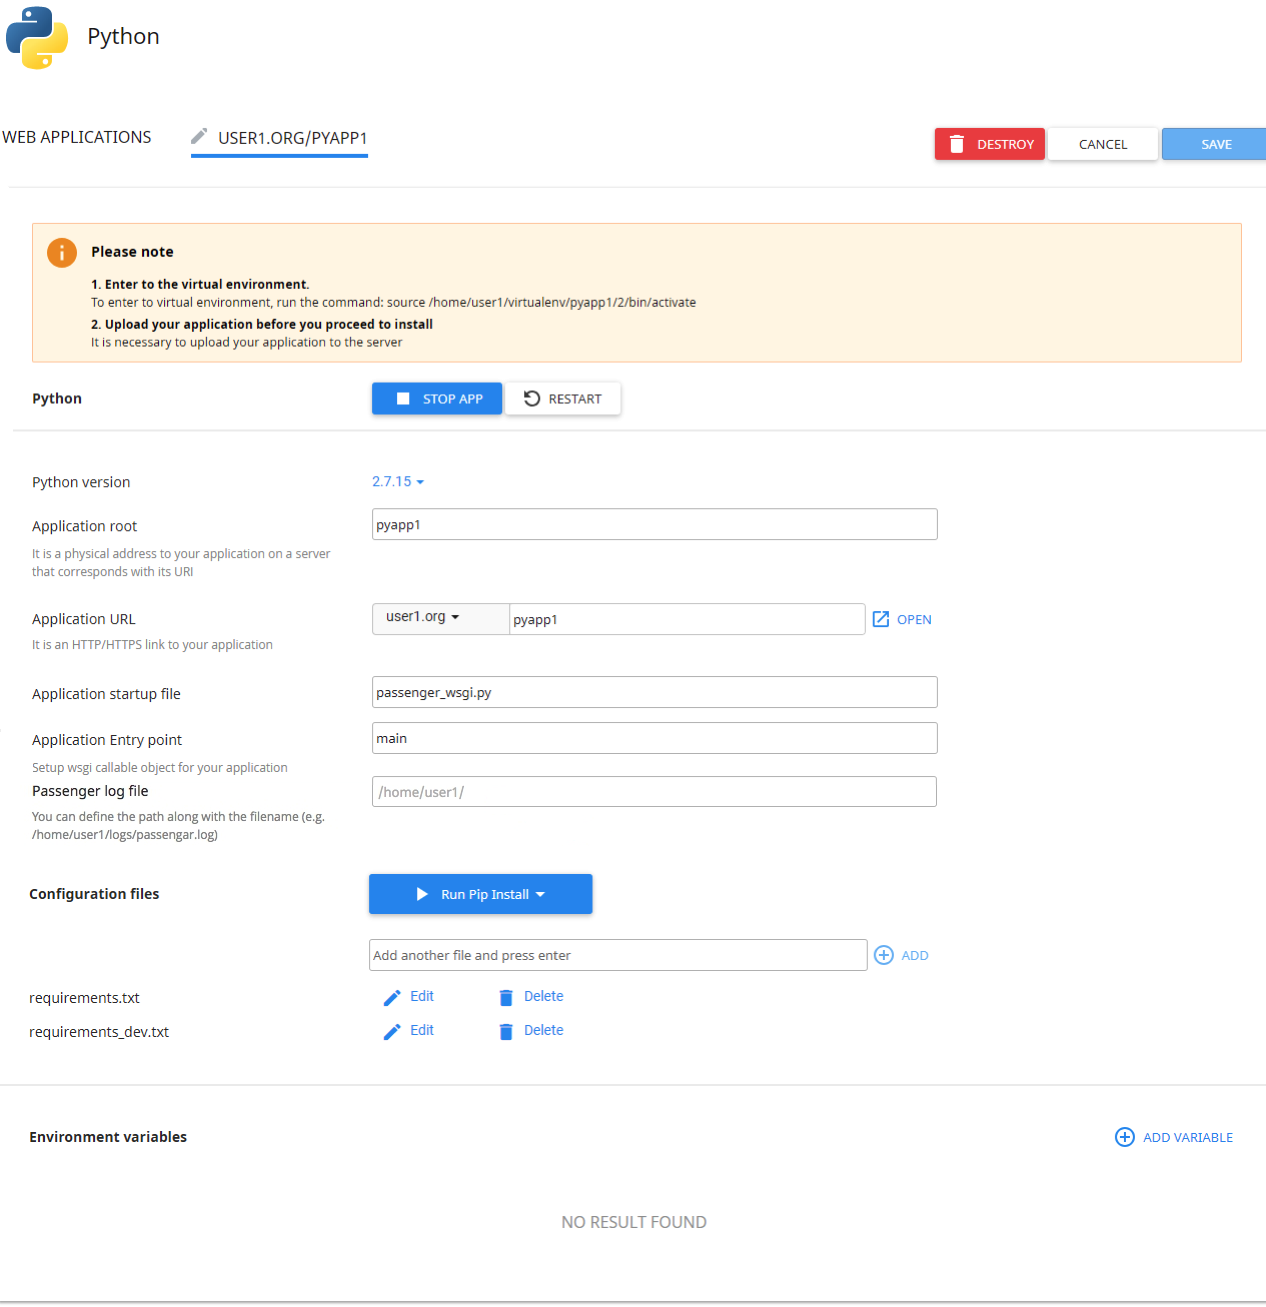 Python
WEB APPLICATIONS
USER1.ORG/PYAPP1
DESTROY
CANCEL
SAVE
Please note
1. Enter to the virtual environment.
To enter to virtual environment, run the command: source /home/user1/virtualenv/pyapp1/2/bin/activate
2. Upload your application before you proceed to install
It is necessary to upload your application to the server
Python
STOP APP
RESTART
Python version
2.7.15
Application root
pyapp1
It is a physical address to your application on a server
that corresponds with its URI
Application URL
user1.org
pyapp1
OPEN
It is an HTTP/HTTPS link to your application
Application startup file
passenger_wsgi.py
Application Entry point
main
Setup wsgi callable object for your application
Passenger log file
/home/user1/
You can define the path along with the filename (e.g.
/home/user1/logs/passengar.log)
Configuration files
Run Pip Install
Add another file and press enter
ADD
requirements.txt
Edit
Delete
requirements_dev.txt
Edit
Delete
Environment variables
ADD VARIABLE
NO RESULT FOUND